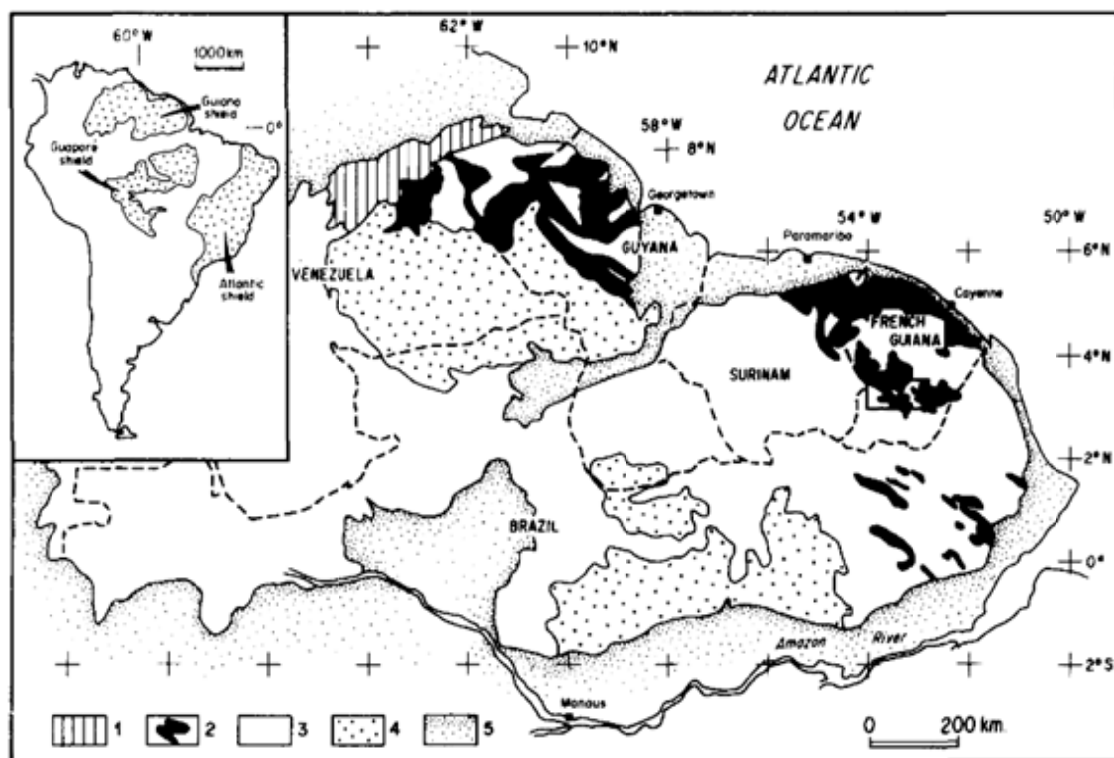 60° W
1000km
Guiana
shield
0°
Guaporé
shield
Atlantic
shield
62° W
10° N
ATLANTIC
OCEAN
58° W
8° N
Georgetown
GUYANA
VENEZUELA
54° W
50° W
Paramaribo
6° N
Cayenne
FRENCH
GUIANA
4° N
SURINAM
2° N
BRAZIL
0°
Amazon River
2° S
Manaus
1 2 3 4 5
0 200 km.